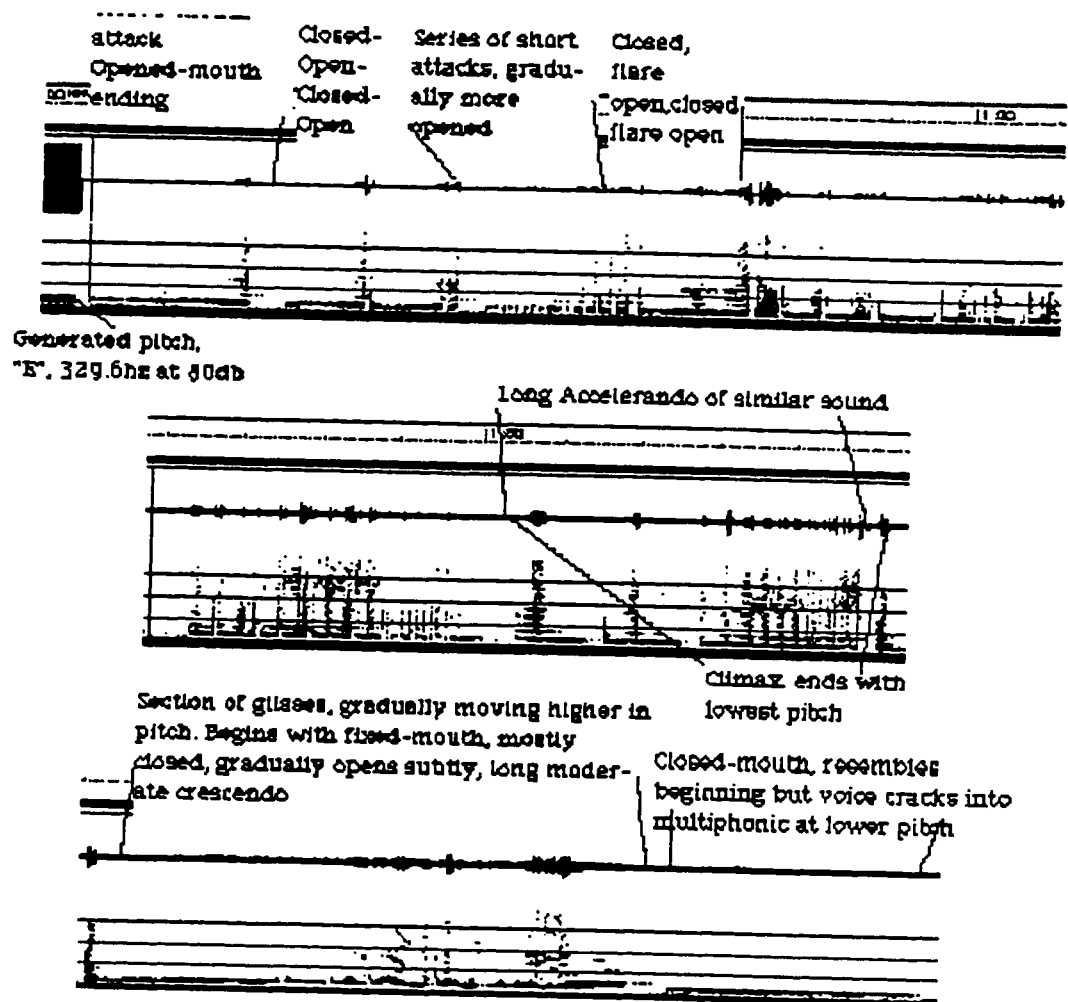 attack
Opened-mouth
ending
Closed-
Open-
Closed-
Open
Series of short
attacks, gradu-
ally more
opened
Closed,
flare
open,closed
flare open
Generated pitch,
"E", 329.6hz at 80db
Long Accelerando of similar sound
Climax ends with
lowest pitch
Section of glisses, gradually moving higher in
pitch. Begins with fixed-mouth, mostly
closed, gradually opens subtly, long moder-
ate crescendo
Closed-mouth, resembles
beginning but voice cracks into
multiphonic at lower pitch